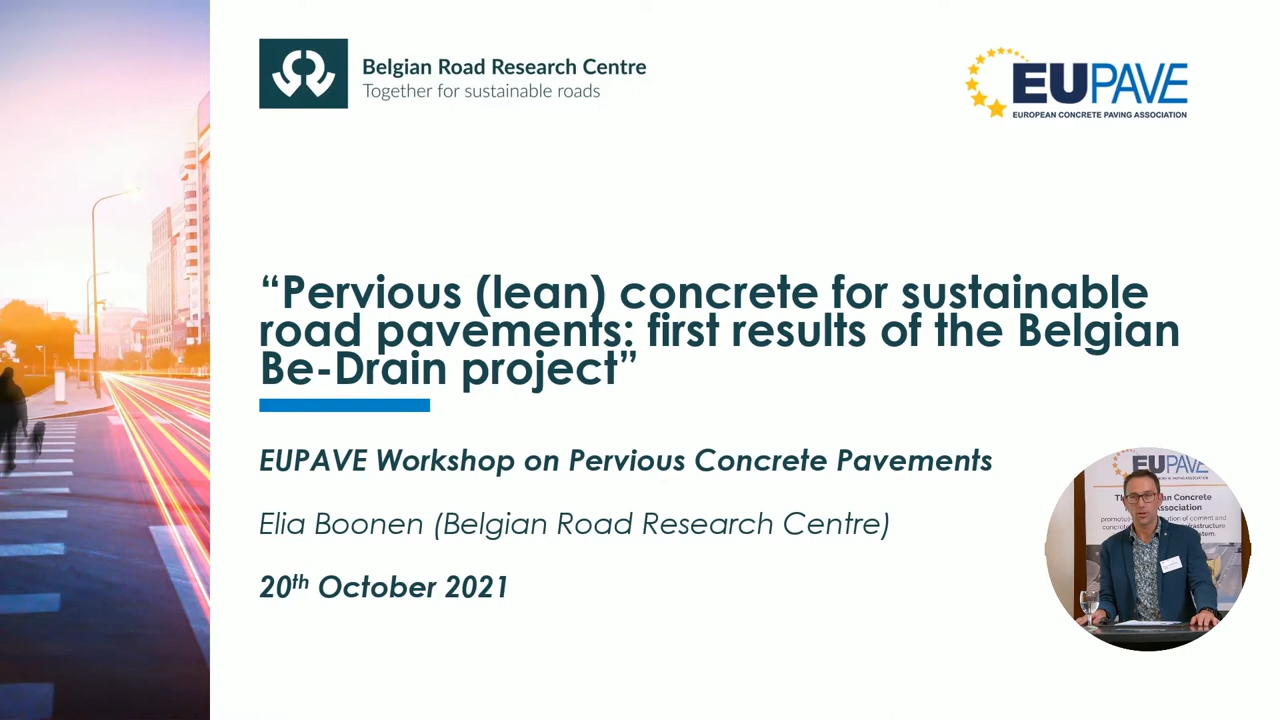 Belgian Road Research Centre
Together for sustainable roads
EUPAVE
EUROPEAN CONCRETE PAVING ASSOCIATION
“Pervious (lean) concrete for sustainable
road pavements: first results of the Belgian
Be-Drain project”
EUPAVE Workshop on Pervious Concrete Pavements
Elia Boonen (Belgian Road Research Centre)
20th October 2021
EUPAVE
Concrete